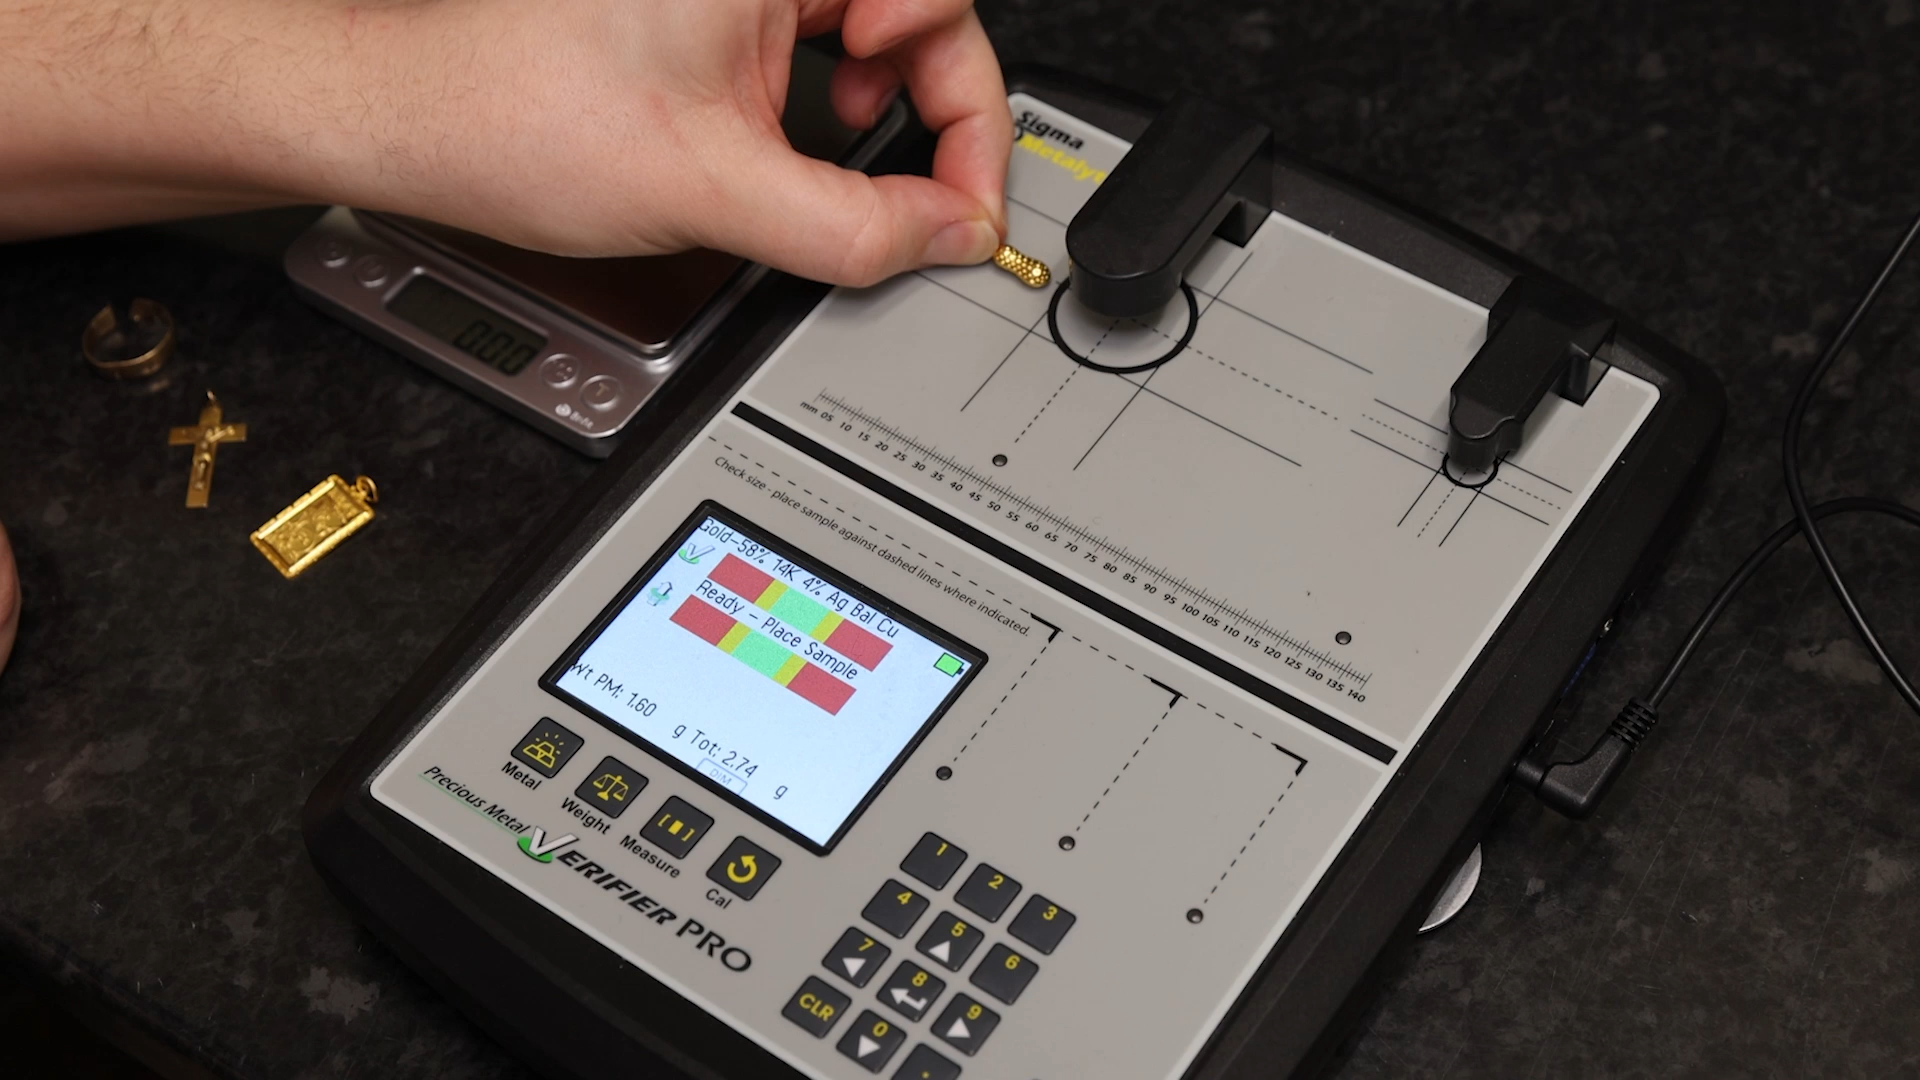 Sigma
0.00
mm 05 10 15 20 25 30 35 40 45 50 55 60 65 70 75 80 85 90 95 100 105 110 115 120 125 130 135 140
Check size - place sample against dashed lines where indicated.
Gold-58% 14K 4% Ag Bal Cu
Ready - Place Sample
Wt PM: 1.60 g Tot: 2.74 g
DIM
Metal
Weight
Measure
Cal
Precious Metal
VERIFIER PRO
1
2
3
4
5
6
7
8
9
CLR
0